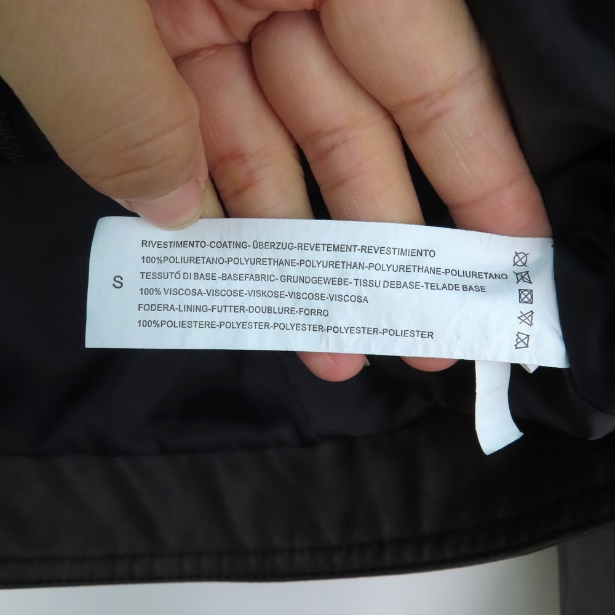 RIVESTIMENTO-COATING-ÜBERZUG-REVETEMENT-REVESTIMIENTO
100%POLIURETANO-POLYURETHANE-POLYURETHAN-POLYURETHANE-POLIURETANO
S
TESSUTÓ DI BASE-BASEFABRIC-GRUNDGEWEBE-TISSU DEBASE-TELADE BASE
100% VISCOSA-VISCOSE-VISKOSE-VISCOSE-VISCOSA
FODERA-LINING-FUTTER-DOUBLURE-FORRO
100%POLIESTERE-POLYESTER-POLYESTER-POLYESTER-POLIESTER